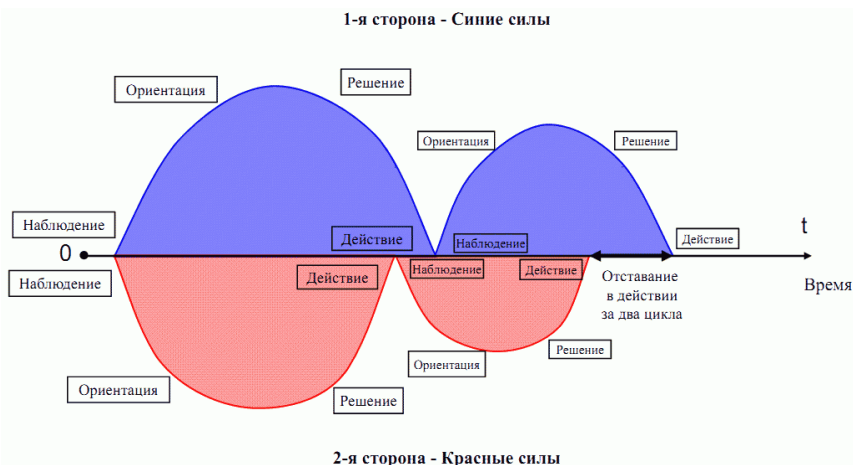 1-я сторона - Синие силы
Ориентация
Решение
Ориентация
Решение
Наблюдение
Действие
Наблюдение
Действие
t
0
Наблюдение
Действие
Наблюдение
Действие
Отставание
в действии
за два цикла
Время
Ориентация
Решение
Ориентация
Решение
2-я сторона - Красные силы